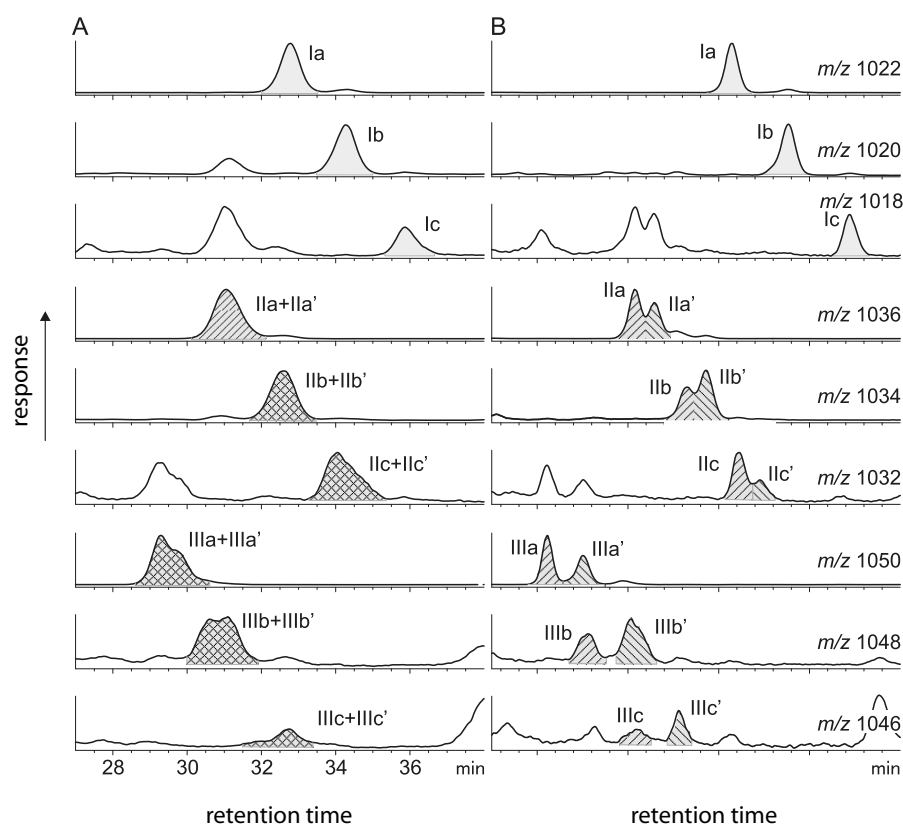 A B
Ia Ia m/z 1022
Ib Ib m/z 1020
Ic Ic m/z 1018
IIa+IIa’ IIa IIa’ m/z 1036
IIb+IIb’ IIb IIb’ m/z 1034
IIc+IIc’ IIc IIc’ m/z 1032
IIIa+IIIa’ IIIa IIIa’ m/z 1050
IIIb+IIIb’ IIIb IIIb’ m/z 1048
IIIc+IIIc’ IIIc IIIc’ m/z 1046
response
28 30 32 34 36 min min
retention time retention time